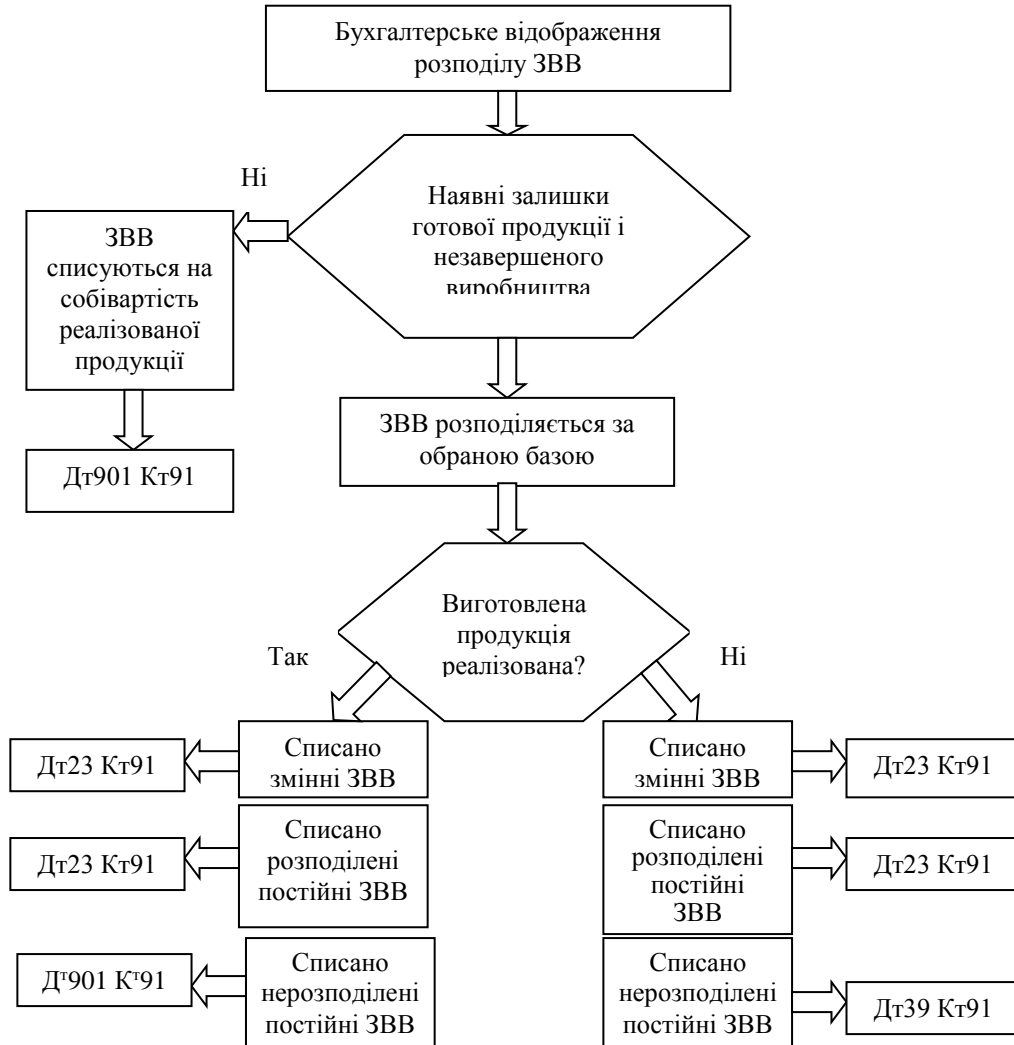 Бухгалтерське відображення
розподілу ЗВВ
Ні
Наявні залишки
готової продукції і
незавершеного
виробництва
ЗВВ
списуються на
собівартість
реалізованої
продукції
Дт901 Кт91
ЗВВ розподіляється за
обраною базою
Виготовлена
продукція
реалізована?
Так
Ні
Списано
змінні ЗВВ
Дт23 Кт91
Списано
змінні ЗВВ
Дт23 Кт91
Списано
розподілені
постійні ЗВВ
Дт23 Кт91
Списано
розподілені
постійні
ЗВВ
Дт23 Кт91
Списано
нерозподілені
постійні ЗВВ
Дт901 Кт91
Списано
нерозподілені
постійні ЗВВ
Дт39 Кт91